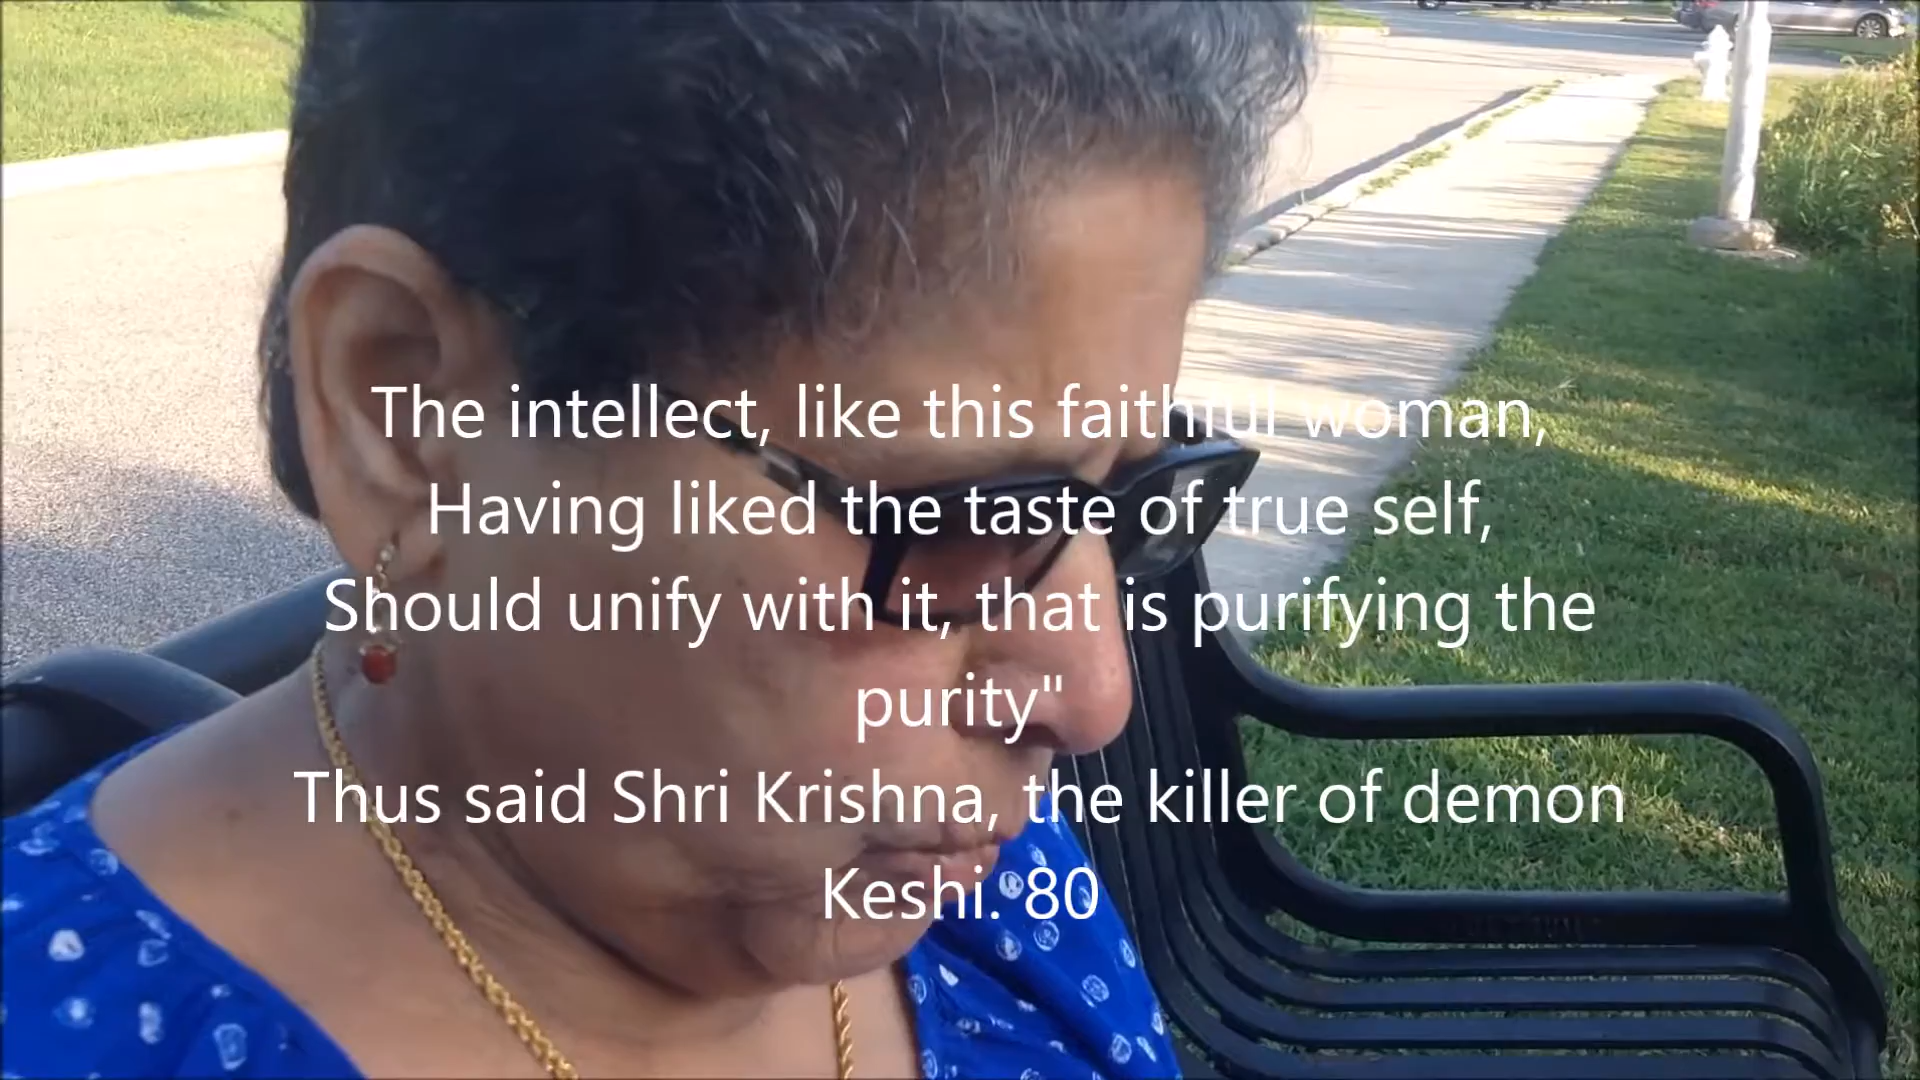 The intellect, like this faithful woman,
Having liked the taste of true self,
Should unify with it, that is purifying the
purity"
Thus said Shri Krishna, the killer of demon
Keshi. 80